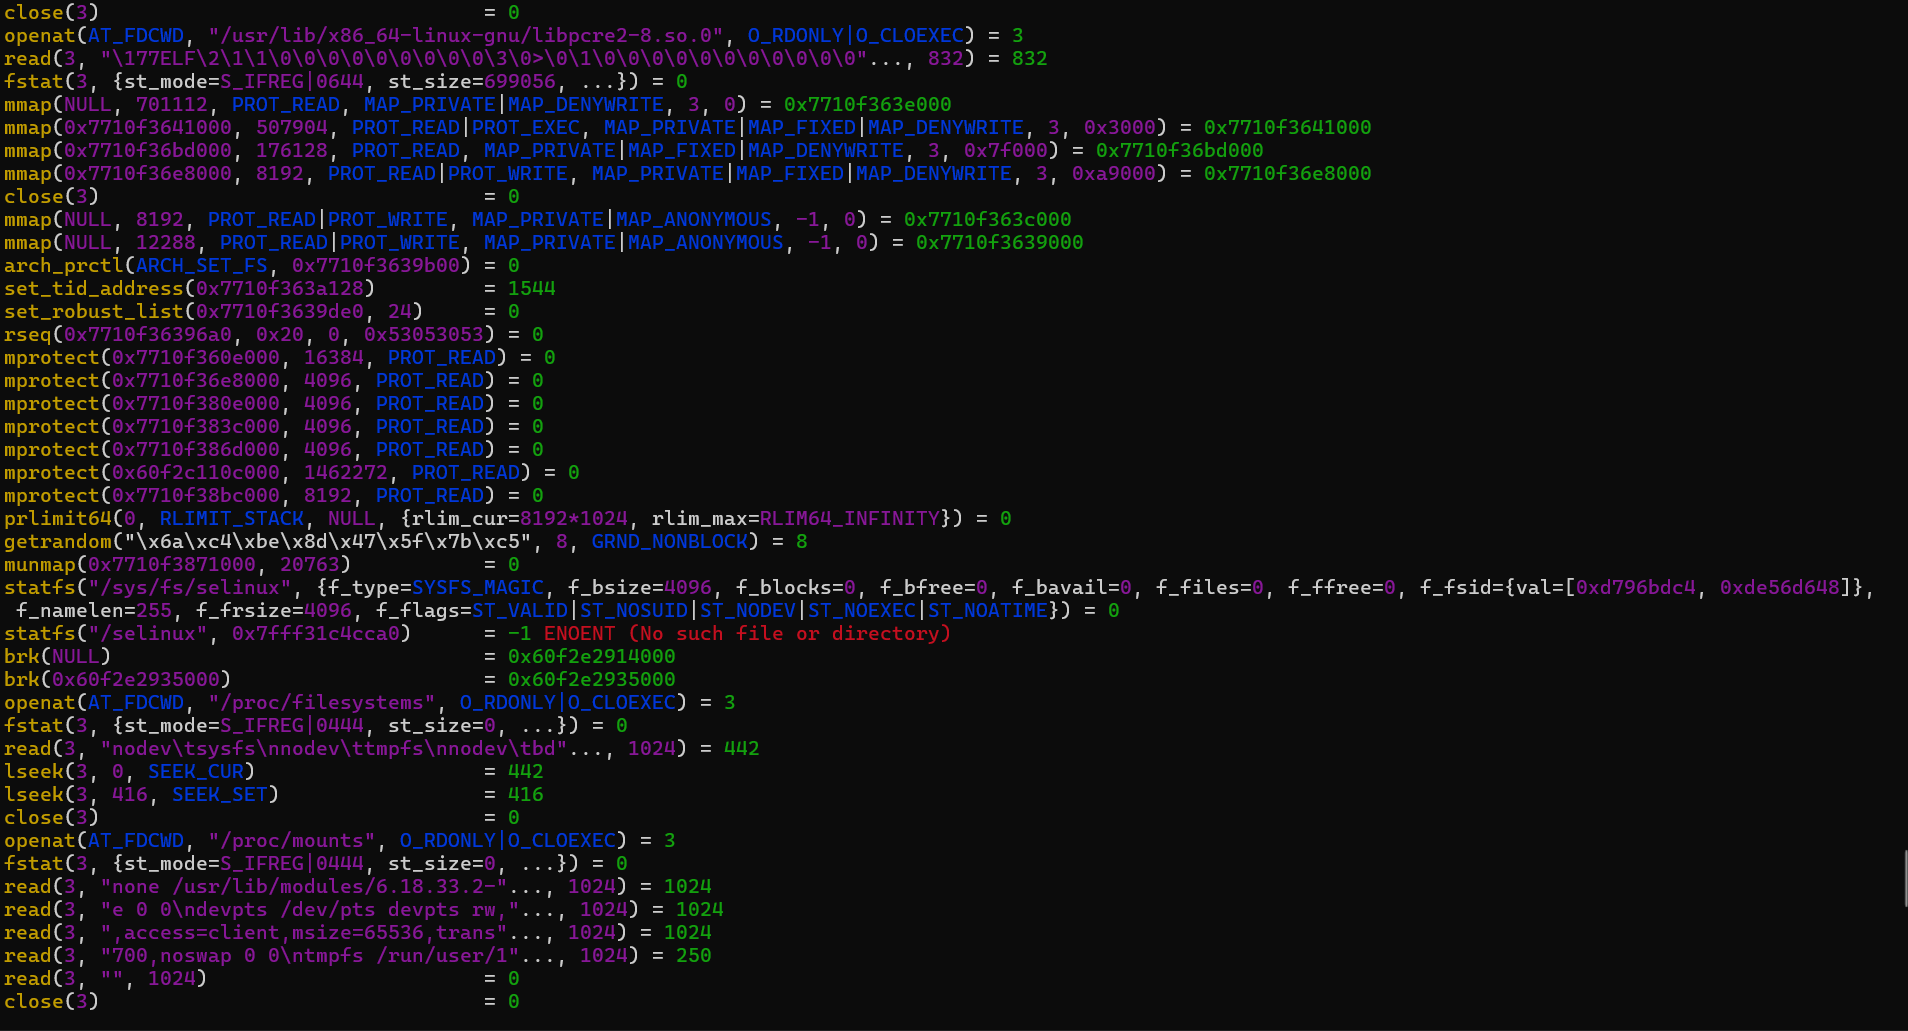 close(3)                                = 0
openat(AT_FDCWD, "/usr/lib/x86_64-linux-gnu/libpcre2-8.so.0", O_RDONLY|O_CLOEXEC) = 3
read(3, "\177ELF\2\1\1\0\0\0\0\0\0\0\0\0\3\0>\0\1\0\0\0\0\0\0\0\0\0\0\0"..., 832) = 832
fstat(3, {st_mode=S_IFREG|0644, st_size=699056, ...}) = 0
mmap(NULL, 701112, PROT_READ, MAP_PRIVATE|MAP_DENYWRITE, 3, 0) = 0x7710f363e000
mmap(0x7710f3641000, 507904, PROT_READ|PROT_EXEC, MAP_PRIVATE|MAP_FIXED|MAP_DENYWRITE, 3, 0x3000) = 0x7710f3641000
mmap(0x7710f36bd000, 176128, PROT_READ, MAP_PRIVATE|MAP_FIXED|MAP_DENYWRITE, 3, 0x7f000) = 0x7710f36bd000
mmap(0x7710f36e8000, 8192, PROT_READ|PROT_WRITE, MAP_PRIVATE|MAP_FIXED|MAP_DENYWRITE, 3, 0xa9000) = 0x7710f36e8000
close(3)                                = 0
mmap(NULL, 8192, PROT_READ|PROT_WRITE, MAP_PRIVATE|MAP_ANONYMOUS, -1, 0) = 0x7710f363c000
mmap(NULL, 12288, PROT_READ|PROT_WRITE, MAP_PRIVATE|MAP_ANONYMOUS, -1, 0) = 0x7710f3639000
arch_prctl(ARCH_SET_FS, 0x7710f3639b00) = 0
set_tid_address(0x7710f363a128)         = 1544
set_robust_list(0x7710f3639de0, 24)     = 0
rseq(0x7710f36396a0, 0x20, 0, 0x53053053) = 0
mprotect(0x7710f360e000, 16384, PROT_READ) = 0
mprotect(0x7710f36e8000, 4096, PROT_READ) = 0
mprotect(0x7710f380e000, 4096, PROT_READ) = 0
mprotect(0x7710f383c000, 4096, PROT_READ) = 0
mprotect(0x7710f386d000, 4096, PROT_READ) = 0
mprotect(0x60f2c110c000, 1462272, PROT_READ) = 0
mprotect(0x7710f38bc000, 8192, PROT_READ) = 0
prlimit64(0, RLIMIT_STACK, NULL, {rlim_cur=8192*1024, rlim_max=RLIM64_INFINITY}) = 0
getrandom("\x6a\xc4\xbe\x8d\x47\x5f\x7b\xc5", 8, GRND_NONBLOCK) = 8
munmap(0x7710f3871000, 20763)           = 0
statfs("/sys/fs/selinux", {f_type=SYSFS_MAGIC, f_bsize=4096, f_blocks=0, f_bfree=0, f_bavail=0, f_files=0, f_ffree=0, f_fsid={val=[0xd796bdc4, 0xde56d648]},
 f_namelen=255, f_frsize=4096, f_flags=ST_VALID|ST_NOSUID|ST_NODEV|ST_NOEXEC|ST_NOATIME}) = 0
statfs("/selinux", 0x7fff31c4cca0)      = -1 ENOENT (No such file or directory)
brk(NULL)                               = 0x60f2e2914000
brk(0x60f2e2935000)                     = 0x60f2e2935000
openat(AT_FDCWD, "/proc/filesystems", O_RDONLY|O_CLOEXEC) = 3
fstat(3, {st_mode=S_IFREG|0444, st_size=0, ...}) = 0
read(3, "nodev\tsysfs\nnodev\ttmpfs\nnodev\tbd"..., 1024) = 442
lseek(3, 0, SEEK_CUR)                   = 442
lseek(3, 416, SEEK_SET)                 = 416
close(3)                                = 0
openat(AT_FDCWD, "/proc/mounts", O_RDONLY|O_CLOEXEC) = 3
fstat(3, {st_mode=S_IFREG|0444, st_size=0, ...}) = 0
read(3, "none /usr/lib/modules/6.18.33.2-"..., 1024) = 1024
read(3, "e 0 0\ndevpts /dev/pts devpts rw,"..., 1024) = 1024
read(3, ",access=client,msize=65536,trans"..., 1024) = 1024
read(3, "700,noswap 0 0\ntmpfs /run/user/1"..., 1024) = 250
read(3, "", 1024)                       = 0
close(3)                                = 0